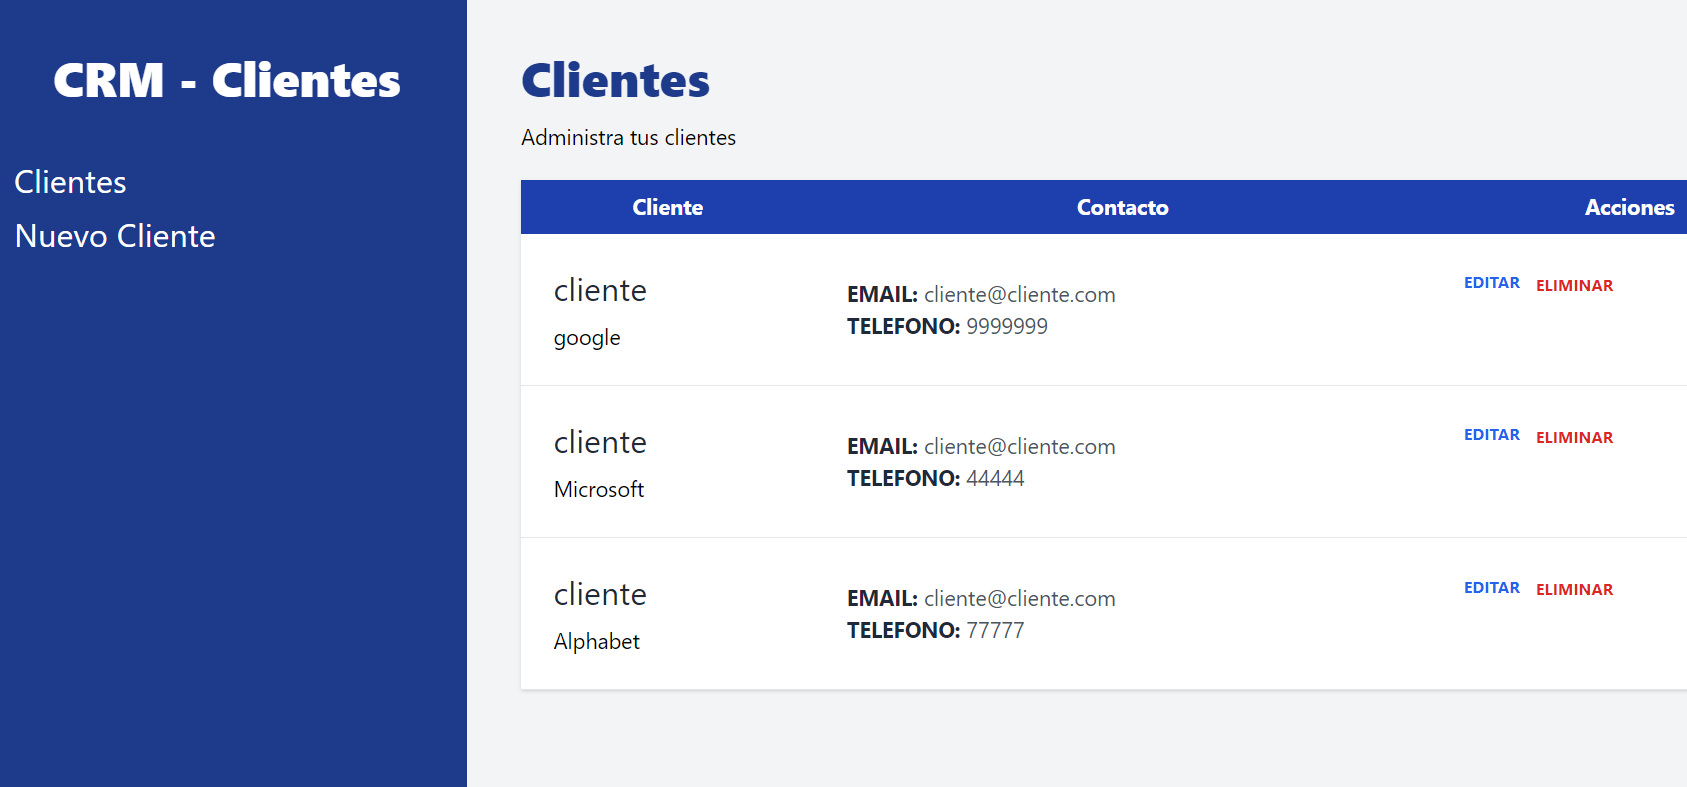 CRM - Clientes
Clientes
Nuevo Cliente
Clientes
Administra tus clientes
Cliente Contacto Acciones
cliente
google
EMAIL: cliente@cliente.com
TELEFONO: 9999999
EDITAR ELIMINAR
cliente
Microsoft
EMAIL: cliente@cliente.com
TELEFONO: 44444
EDITAR ELIMINAR
cliente
Alphabet
EMAIL: cliente@cliente.com
TELEFONO: 77777
EDITAR ELIMINAR